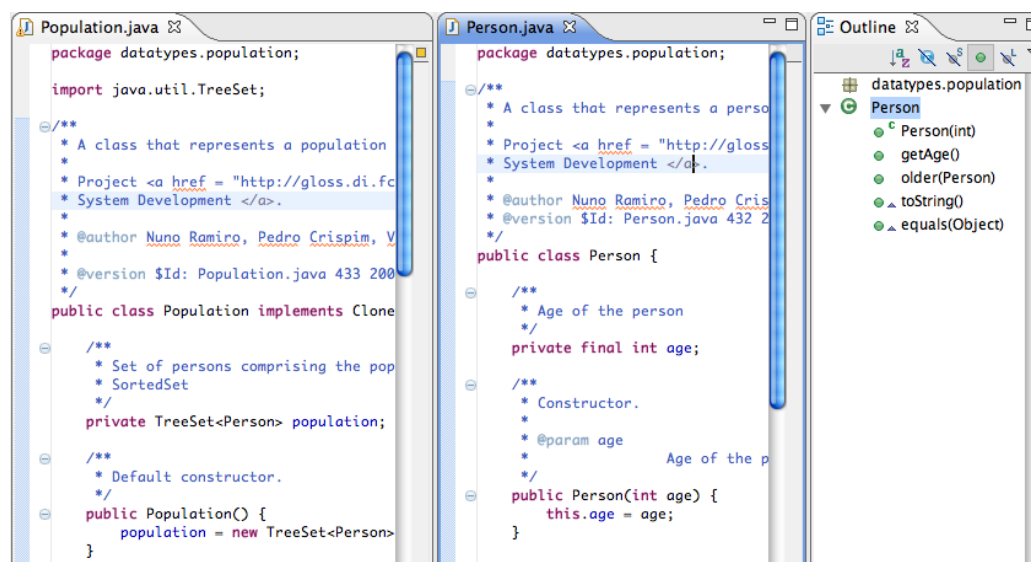 Population.java
package datatypes.population;
import java.util.TreeSet;
/**
* A class that represents a population
*
* Project <a href = "http://gloss.di.fc
* System Development </a>.
*
* @author Nuno Ramiro, Pedro Crispim, V
*
* @version $Id: Population.java 433 200
*/
public class Population implements Clone
/**
* Set of persons comprising the pop
* SortedSet
*/
private TreeSet<Person> population;
/**
* Default constructor.
*/
public Population() {
population = new TreeSet<Person>
}
Person.java
package datatypes.population;
/**
* A class that represents a perso
*
* Project <a href = "http://gloss
* System Development </a>.
*
* @author Nuno Ramiro, Pedro Cris
* @version $Id: Person.java 432 2
*/
public class Person {
/**
* Age of the person
*/
private final int age;
/**
* Constructor.
*
* @param age
* Age of the p
*/
public Person(int age) {
this.age = age;
}
Outline
datatypes.population
Person
Person(int)
getAge()
older(Person)
toString()
equals(Object)